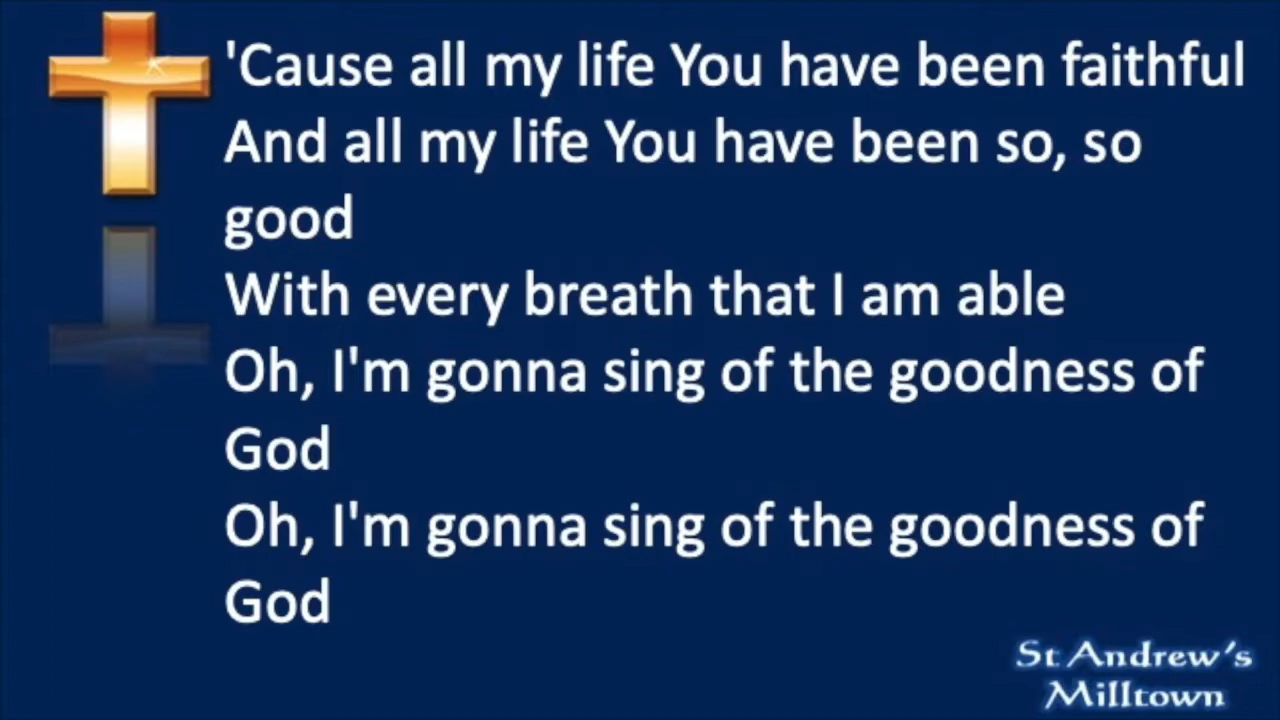 'Cause all my life You have been faithful
And all my life You have been so, so
good
With every breath that I am able
Oh, I'm gonna sing of the goodness of
God
Oh, I'm gonna sing of the goodness of
God
St Andrew's
Milltown